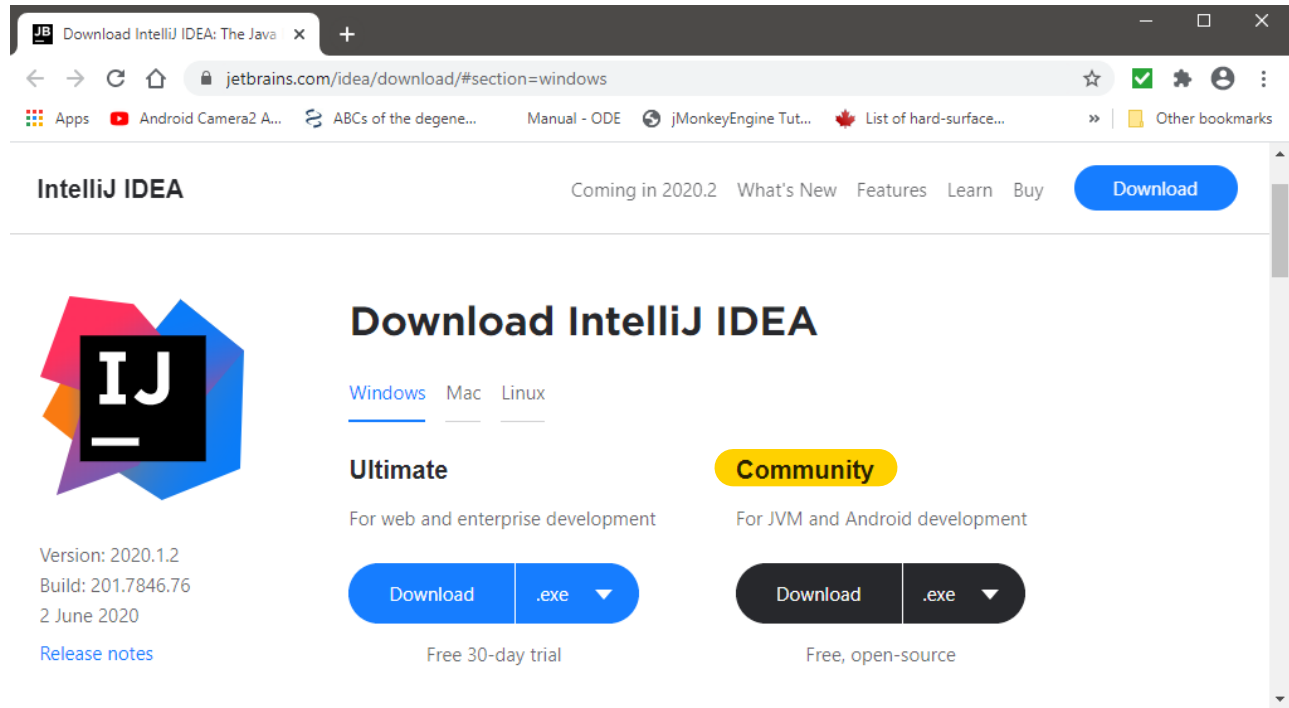 JB Download IntelliJ IDEA: The Java
jetbrains.com/idea/download/#section=windows
Apps Android Camera2 A... ABCs of the degene... Manual - ODE jMonkeyEngine Tut... List of hard-surface... » Other bookmarks
IntelliJ IDEA Coming in 2020.2 What's New Features Learn Buy Download
IJ
Download IntelliJ IDEA
Windows Mac Linux
Ultimate
For web and enterprise development
Download .exe
Free 30-day trial
Community
For JVM and Android development
Download .exe
Free, open-source
Version: 2020.1.2
Build: 201.7846.76
2 June 2020
Release notes